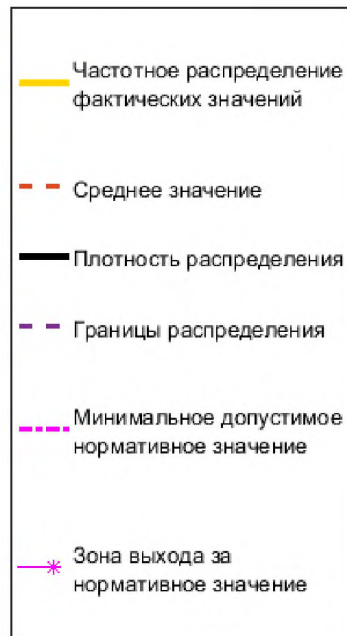 Частотное распределение
фактических значений
Среднее значение
Плотность распределения
Границы распределения
Минимальное допустимое
нормативное значение
Зона выхода за
нормативное значение